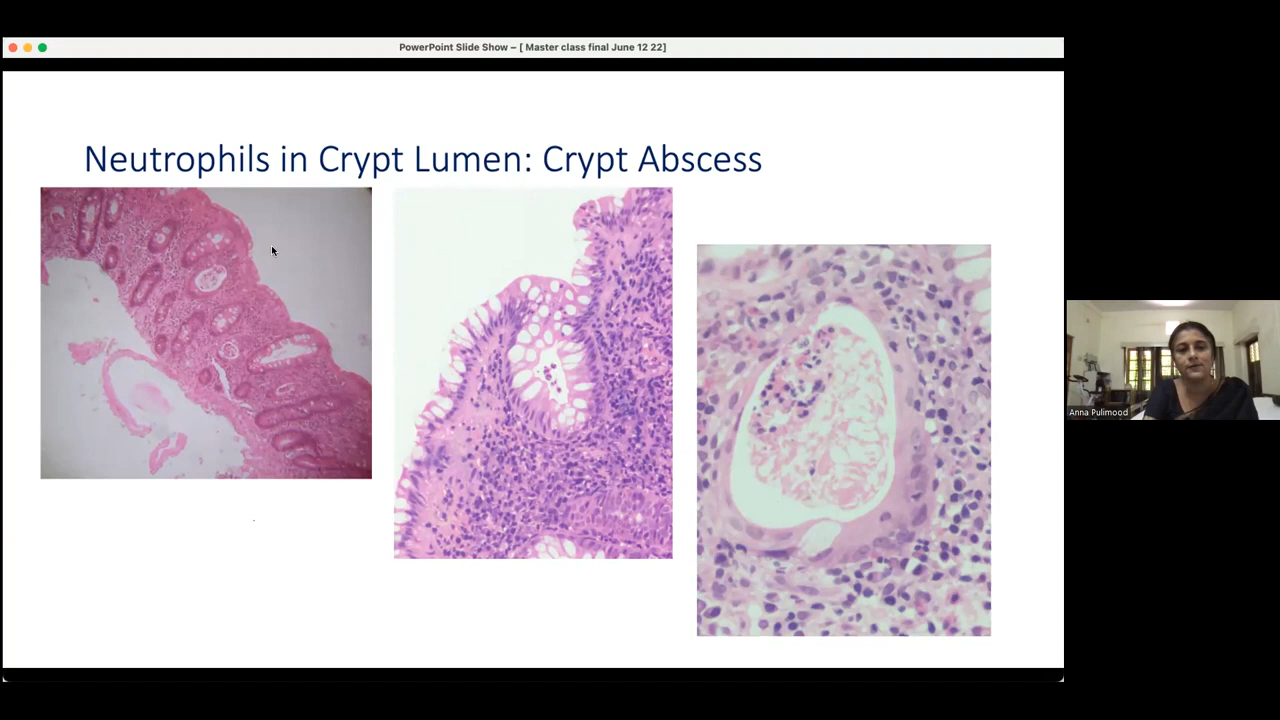 PowerPoint Slide Show – [ Master class final June 12 22]
Neutrophils in Crypt Lumen: Crypt Abscess
Anna Pulimood